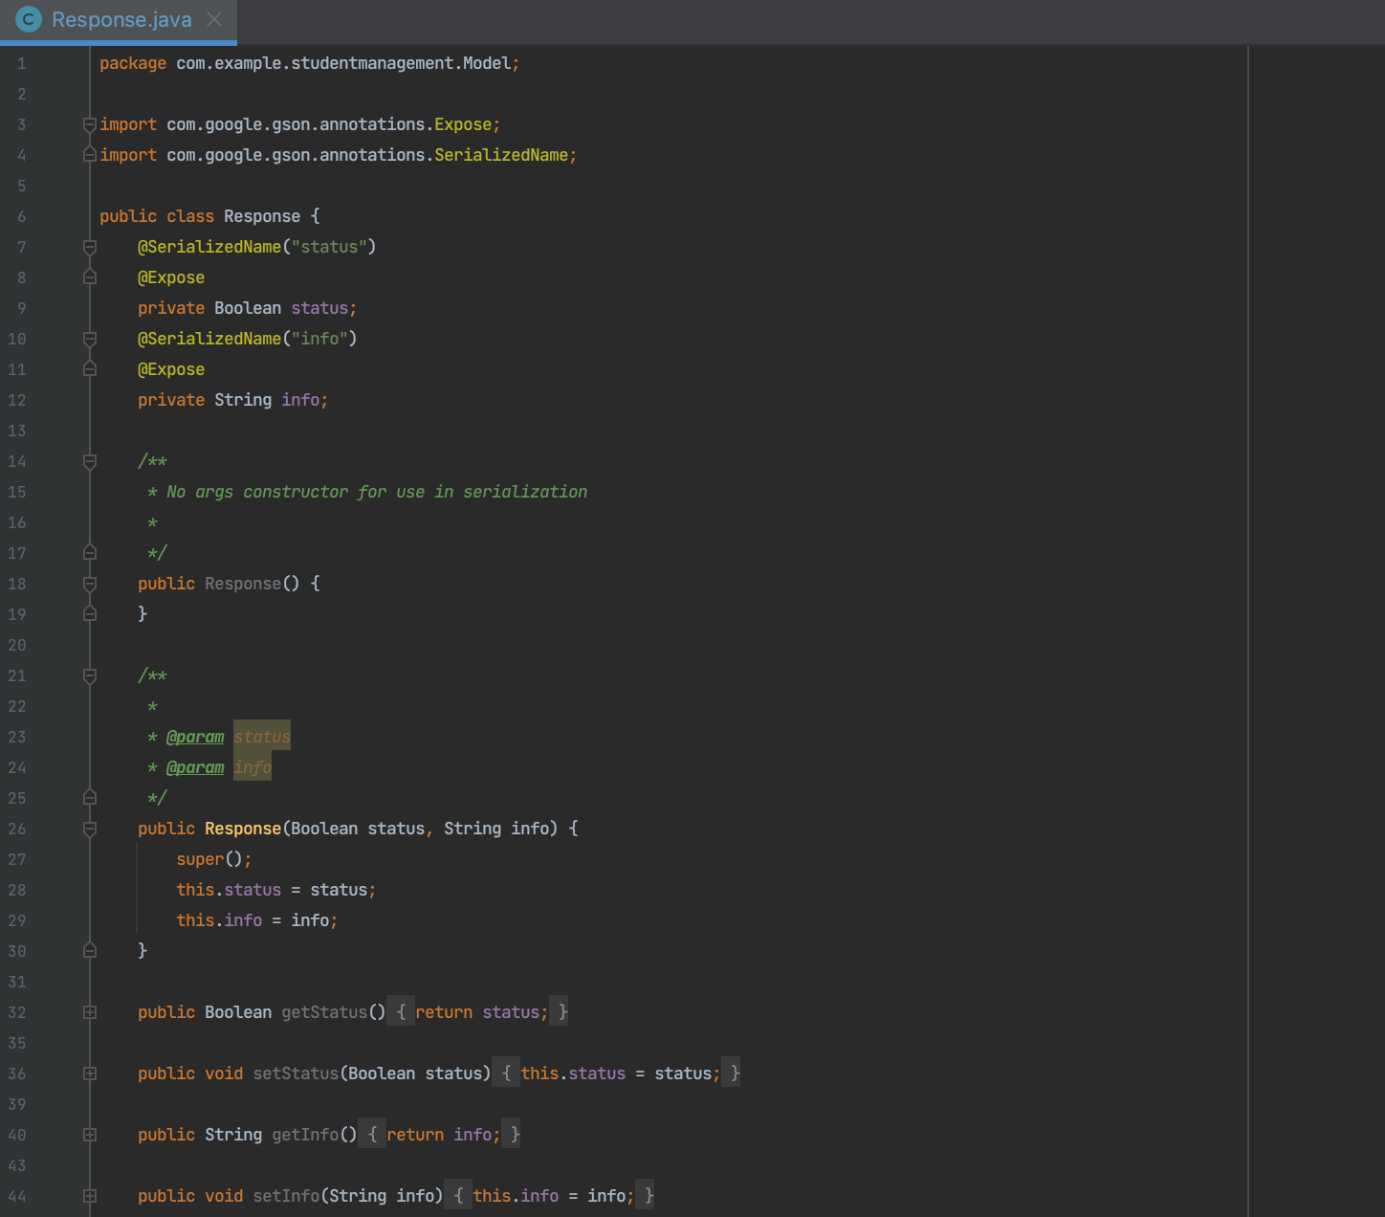 Response.java
1 package com.example.studentmanagement.Model;
2
3 import com.google.gson.annotations.Expose;
4 import com.google.gson.annotations.SerializedName;
5
6 public class Response {
7     @SerializedName("status")
8     @Expose
9     private Boolean status;
10     @SerializedName("info")
11     @Expose
12     private String info;
13
14     /**
15      * No args constructor for use in serialization
16      *
17      */
18     public Response() {
19     }
20
21     /**
22      *
23      * @param status
24      * @param info
25      */
26     public Response(Boolean status, String info) {
27         super();
28         this.status = status;
29         this.info = info;
30     }
31
32     public Boolean getStatus() { return status; }
35
36     public void setStatus(Boolean status) { this.status = status; }
39
40     public String getInfo() { return info; }
43
44     public void setInfo(String info) { this.info = info; }